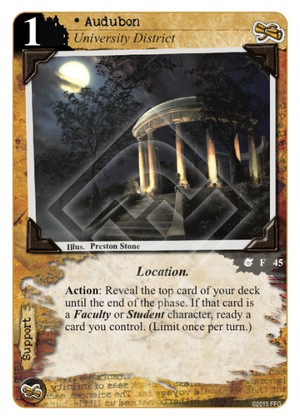 1
• Audubon
University District
Illus. Preston Stone
F 45
Location.
Action: Reveal the top card of your deck
until the end of the phase. If that card is
a Faculty or Student character, ready a
card you control. (Limit once per turn.)
Support
©2015 FFG